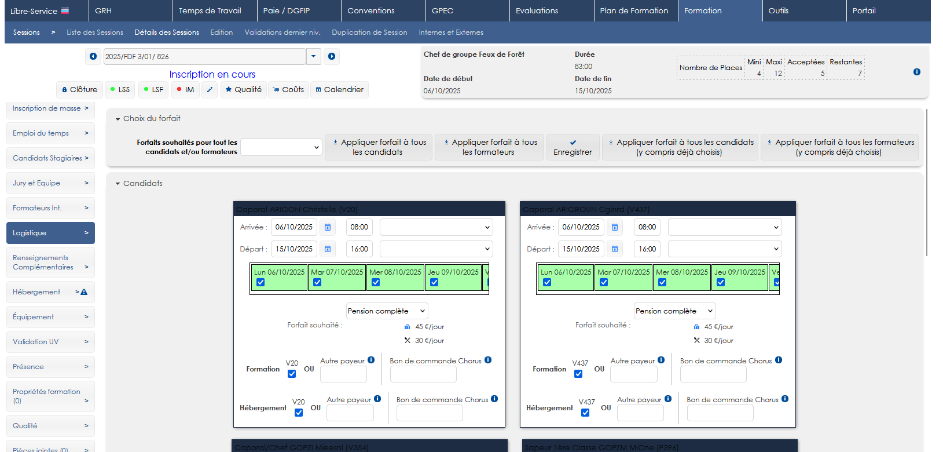 Libre-Service
GRH
Temps de Travail
Paie / DGFIP
Conventions
GPEC
Evaluations
Plan de Formation
Formation
Outils
Portail
Sessions > Liste des Sessions Détails des Sessions Edition Validations dernier niv. Duplication de Session Internes et Externes
2025/FDF 3/01/ 826
Inscription en cours
Clôture LSS LSF IM Qualité Coûts Calendrier
Chef de groupe Feux de Forêt
Durée
63:00
Date de début
Date de fin
06/10/2025
15/10/2025
Nombre de Places
Mini Maxi Acceptées Restantes
4 12 5 7
Inscription de masse >
Emploi du temps >
Candidats Stagiaires >
Jury et Equipe >
Formateurs Int. >
Logistique >
Renseignements
Complémentaires >
Hébergement >
Équipement >
Validation UV >
Présence >
Propriétés formation
(0) >
Qualité >
Pièces jointes (0) >
Choix du forfait
Forfaits souhaités pour tout les
candidats et/ou formateurs
Appliquer forfait à tous
les candidats
Appliquer forfait à tous
les formateurs
Enregistrer
Appliquer forfait à tous les candidats
(y compris déjà choisis)
Appliquer forfait à tous les formateurs
(y compris déjà choisis)
Candidats
Arrivée : 06/10/2025 08:00
Départ : 15/10/2025 16:00
Lun 06/10/2025 Mar 07/10/2025 Mer 08/10/2025 Jeu 09/10/2025
Pension complète
Forfait souhaité : 45 €/jour
30 €/jour
Formation V20 OU Autre payeur Bon de commande Chorus
Hébergement V20 OU Autre payeur Bon de commande Chorus
Arrivée : 06/10/2025 08:00
Départ : 15/10/2025 16:00
Lun 06/10/2025 Mar 07/10/2025 Mer 08/10/2025 Jeu 09/10/2025
Pension complète
Forfait souhaité : 45 €/jour
30 €/jour
Formation V437 OU Autre payeur Bon de commande Chorus
Hébergement V437 OU Autre payeur Bon de commande Chorus